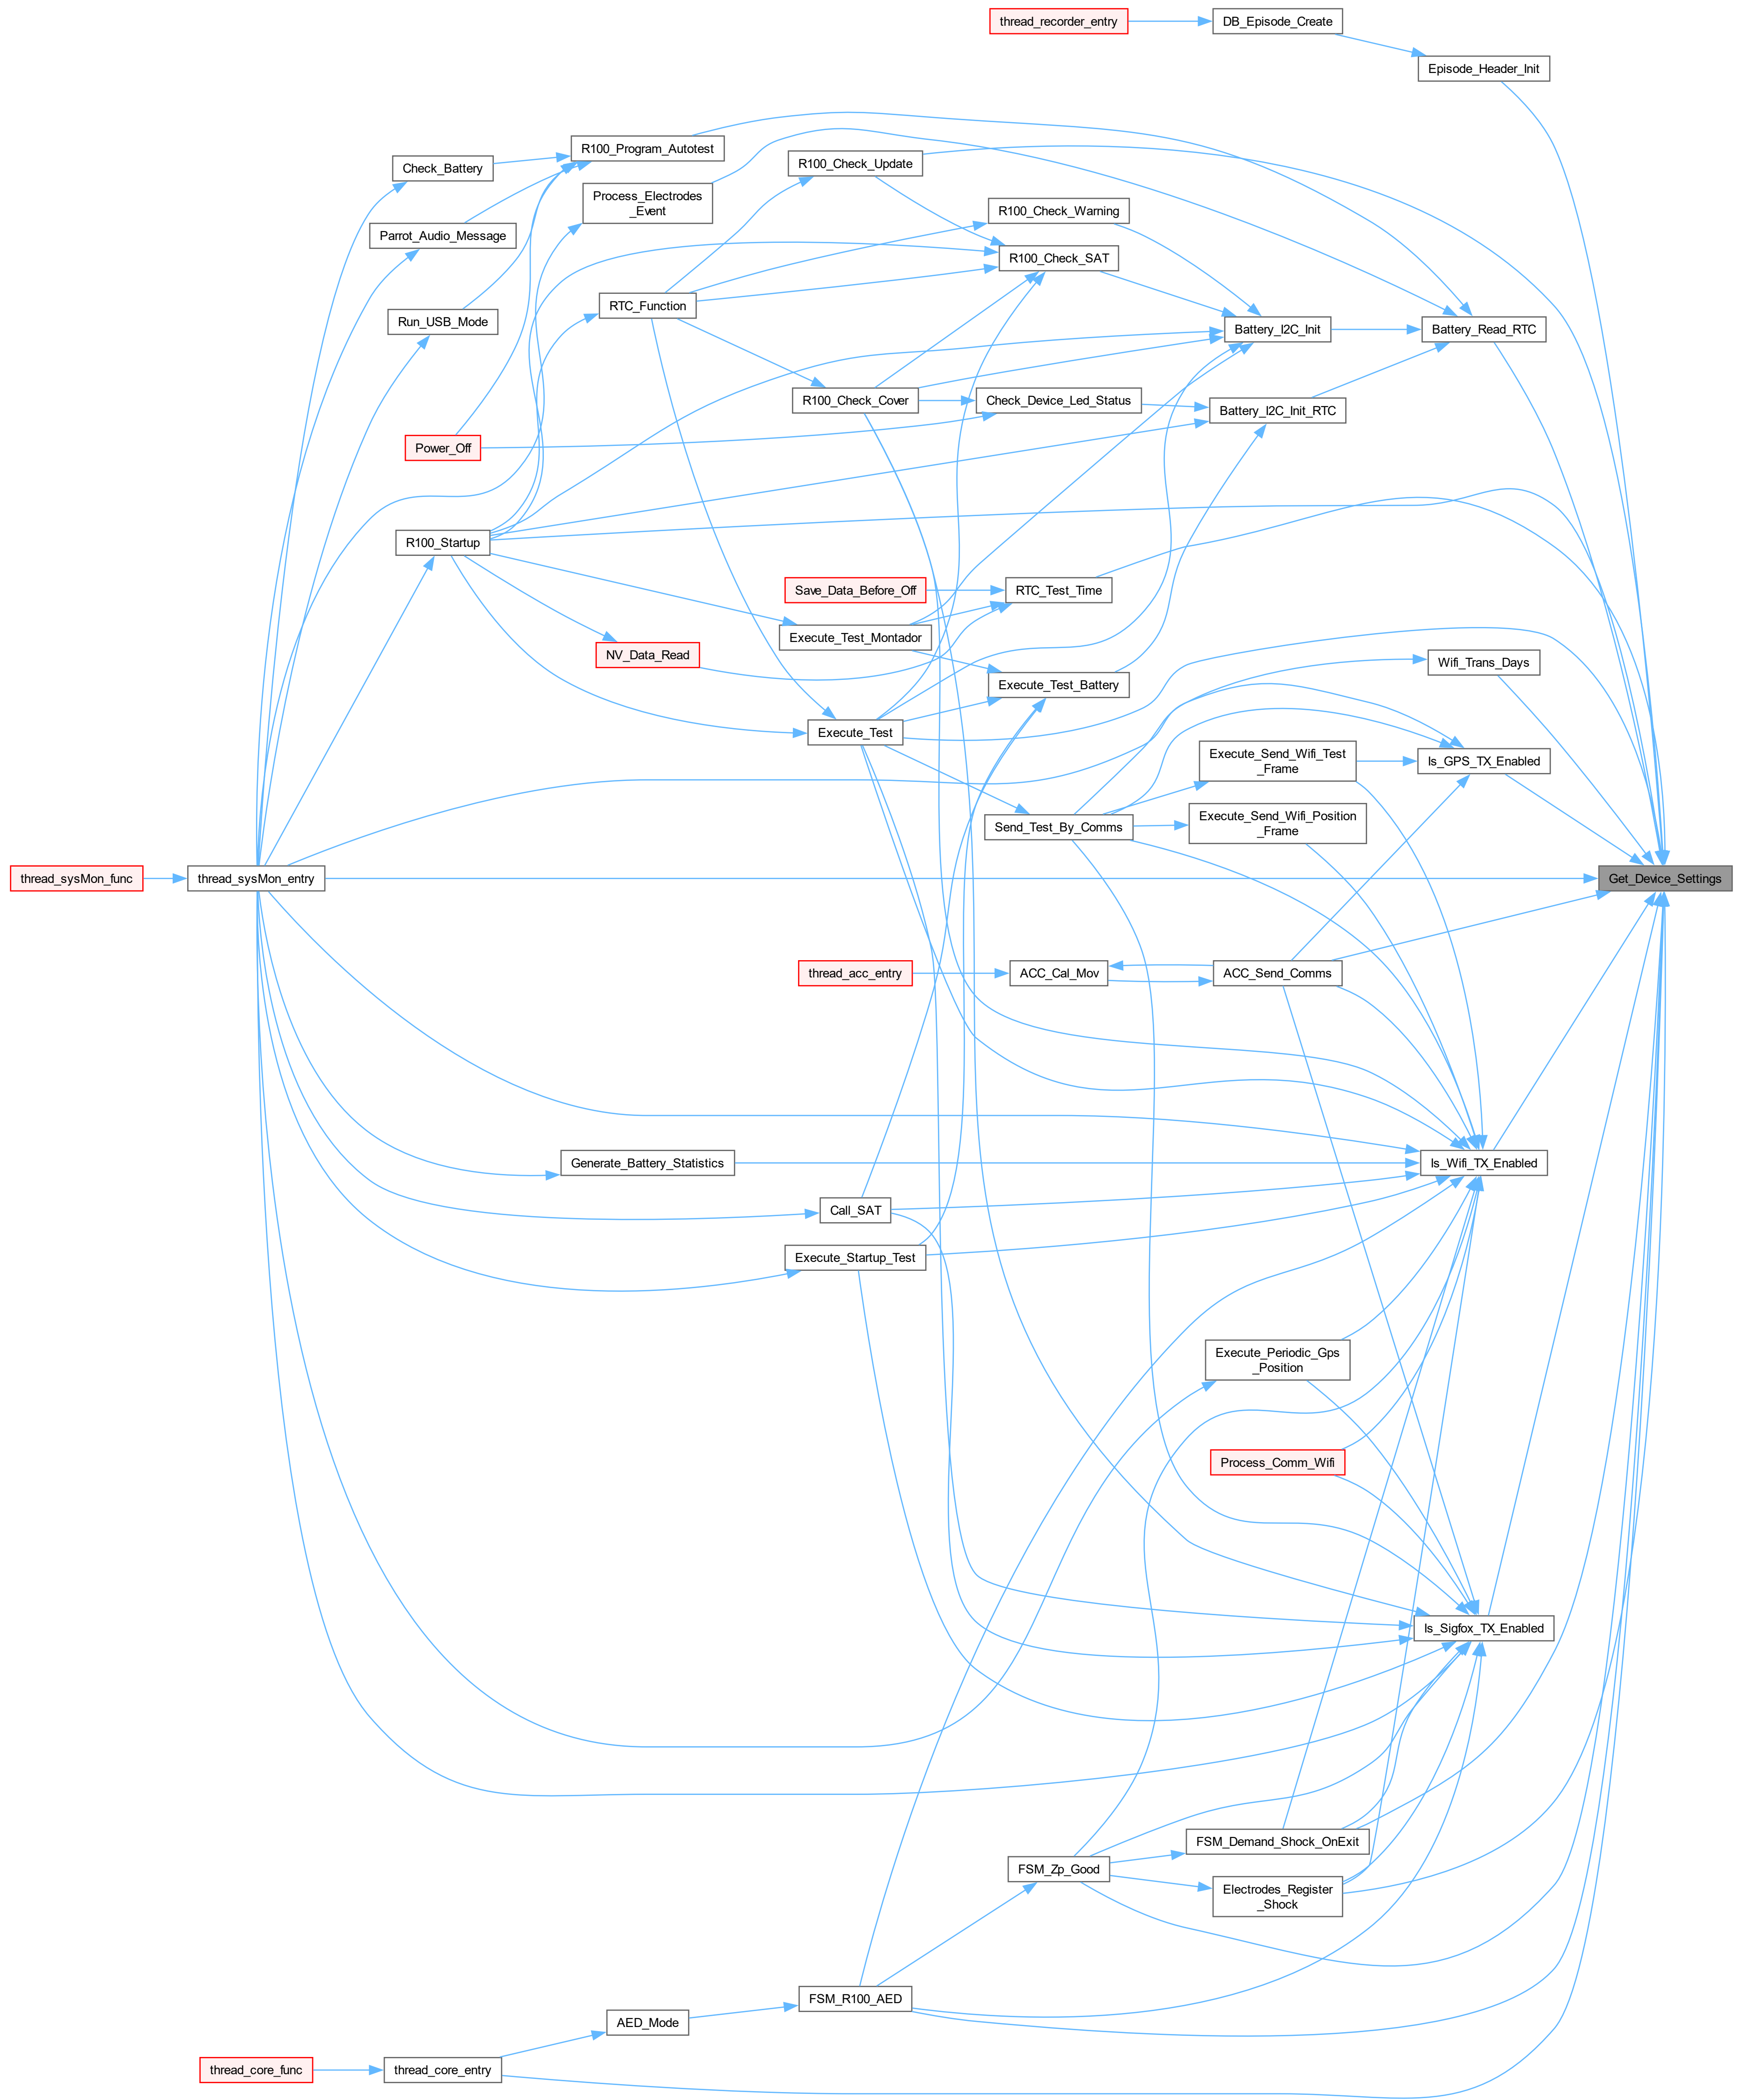 thread_recorder_entry
DB_Episode_Create
Episode_Header_Init
R100_Program_Autotest
Check_Battery
R100_Check_Update
Process_Electrodes
_Event
R100_Check_Warning
Parrot_Audio_Message
R100_Check_SAT
RTC_Function
Run_USB_Mode
Battery_I2C_Init
Battery_Read_RTC
R100_Check_Cover
Check_Device_Led_Status
Battery_I2C_Init_RTC
Power_Off
R100_Startup
Save_Data_Before_Off
RTC_Test_Time
Execute_Test_Montador
NV_Data_Read
Wifi_Trans_Days
Execute_Test_Battery
Execute_Test
Execute_Send_Wifi_Test
_Frame
Is_GPS_TX_Enabled
Execute_Send_Wifi_Position
_Frame
Send_Test_By_Comms
thread_sysMon_func
thread_sysMon_entry
Get_Device_Settings
thread_acc_entry
ACC_Cal_Mov
ACC_Send_Comms
Generate_Battery_Statistics
Is_Wifi_TX_Enabled
Call_SAT
Execute_Startup_Test
Execute_Periodic_Gps
_Position
Process_Comm_Wifi
Is_Sigfox_TX_Enabled
FSM_Demand_Shock_OnExit
FSM_Zp_Good
Electrodes_Register
_Shock
FSM_R100_AED
AED_Mode
thread_core_func
thread_core_entry